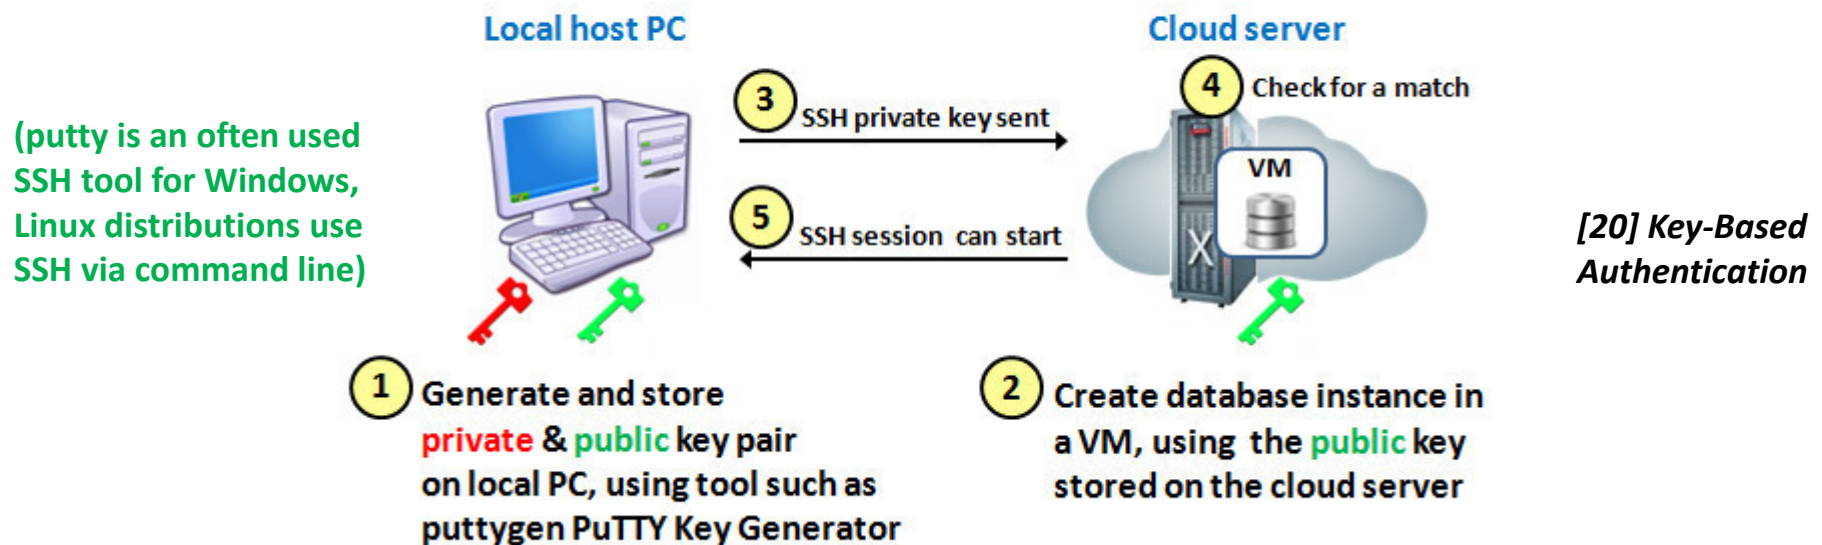 Local host PC
Cloud server
(putty is an often used
SSH tool for Windows,
Linux distributions use
SSH via command line)
3
SSH private key sent
4
Check for a match
VM
X
5
SSH session can start
[20] Key-Based
Authentication
1
Generate and store
private & public key pair
on local PC, using tool such as
puttygen PuTTY Key Generator
2
Create database instance in
a VM, using the public key
stored on the cloud server